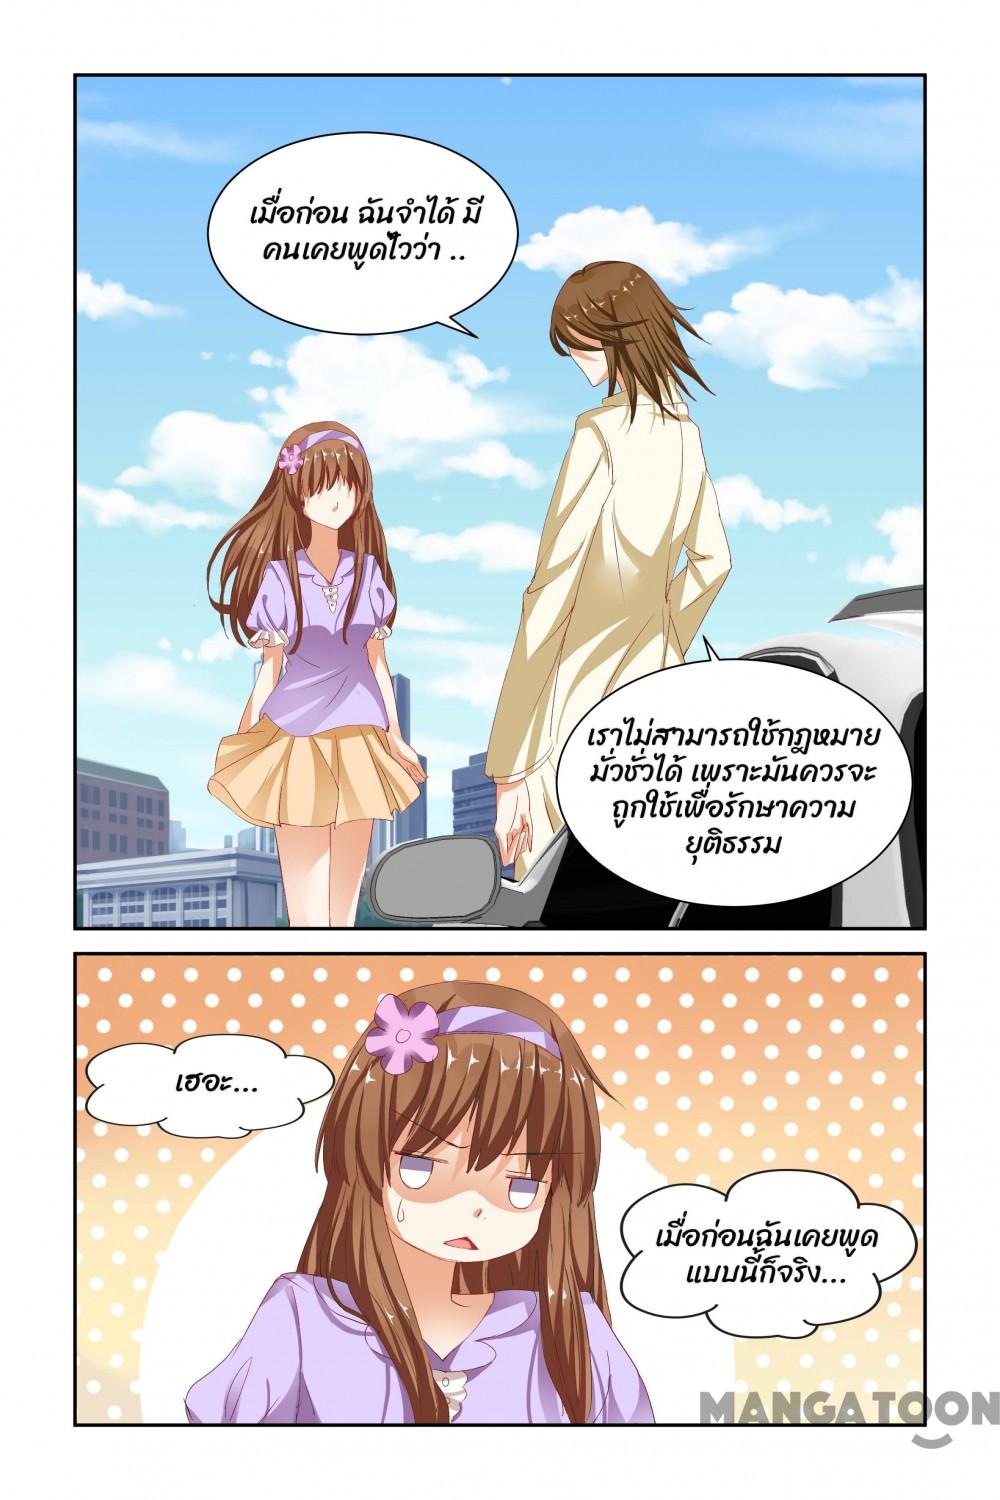 เมื่อก่อน ฉันจำได้ มี
คนเคยพูดไว้ว่า ..
เราไม่สามารถใช้กฎหมาย
มั่วซั่วได้ เพราะมันควรจะ
ถูกใช้เพื่อรักษาความ
ยุติธรรม
เฮอะ...
เมื่อก่อนฉันเคยพูด
แบบนี้ก็จริง...
MANGATOON